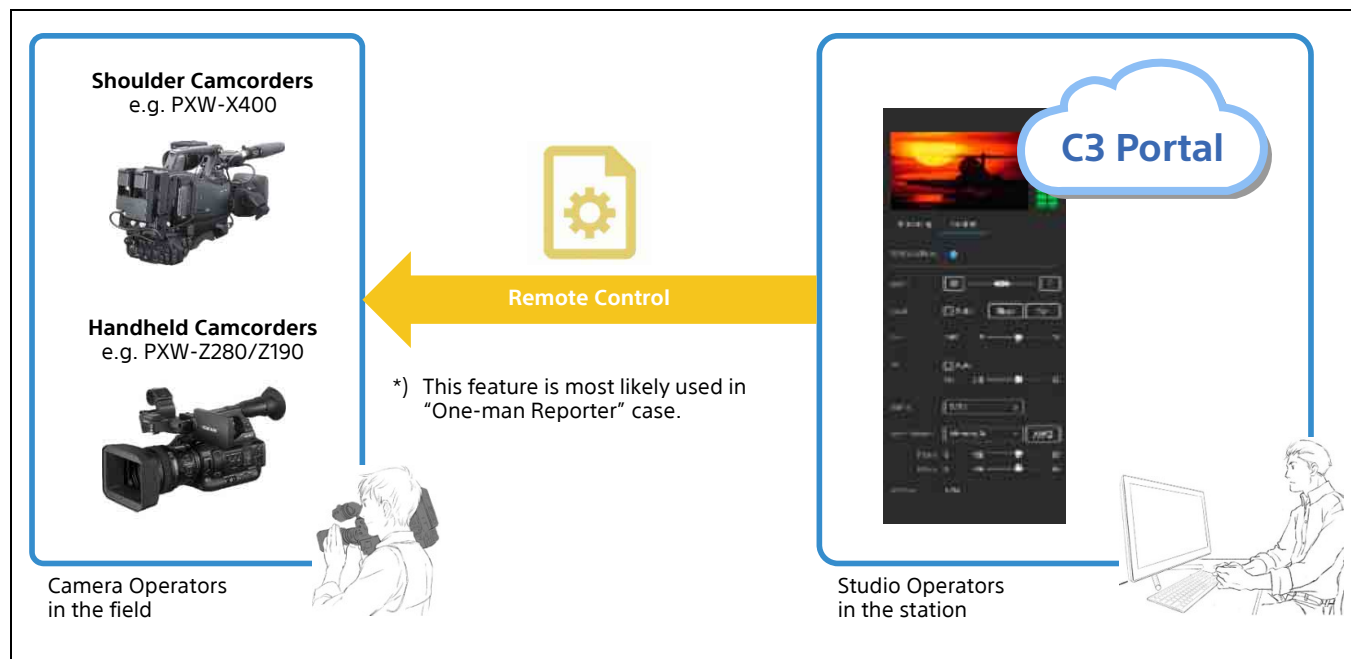 Shoulder Camcorders
e.g. PXW-X400
Handheld Camcorders
e.g. PXW-Z280/Z190
Camera Operators
in the field
Remote Control
*) This feature is most likely used in
“One-man Reporter” case.
C3 Portal
Studio Operators
in the station